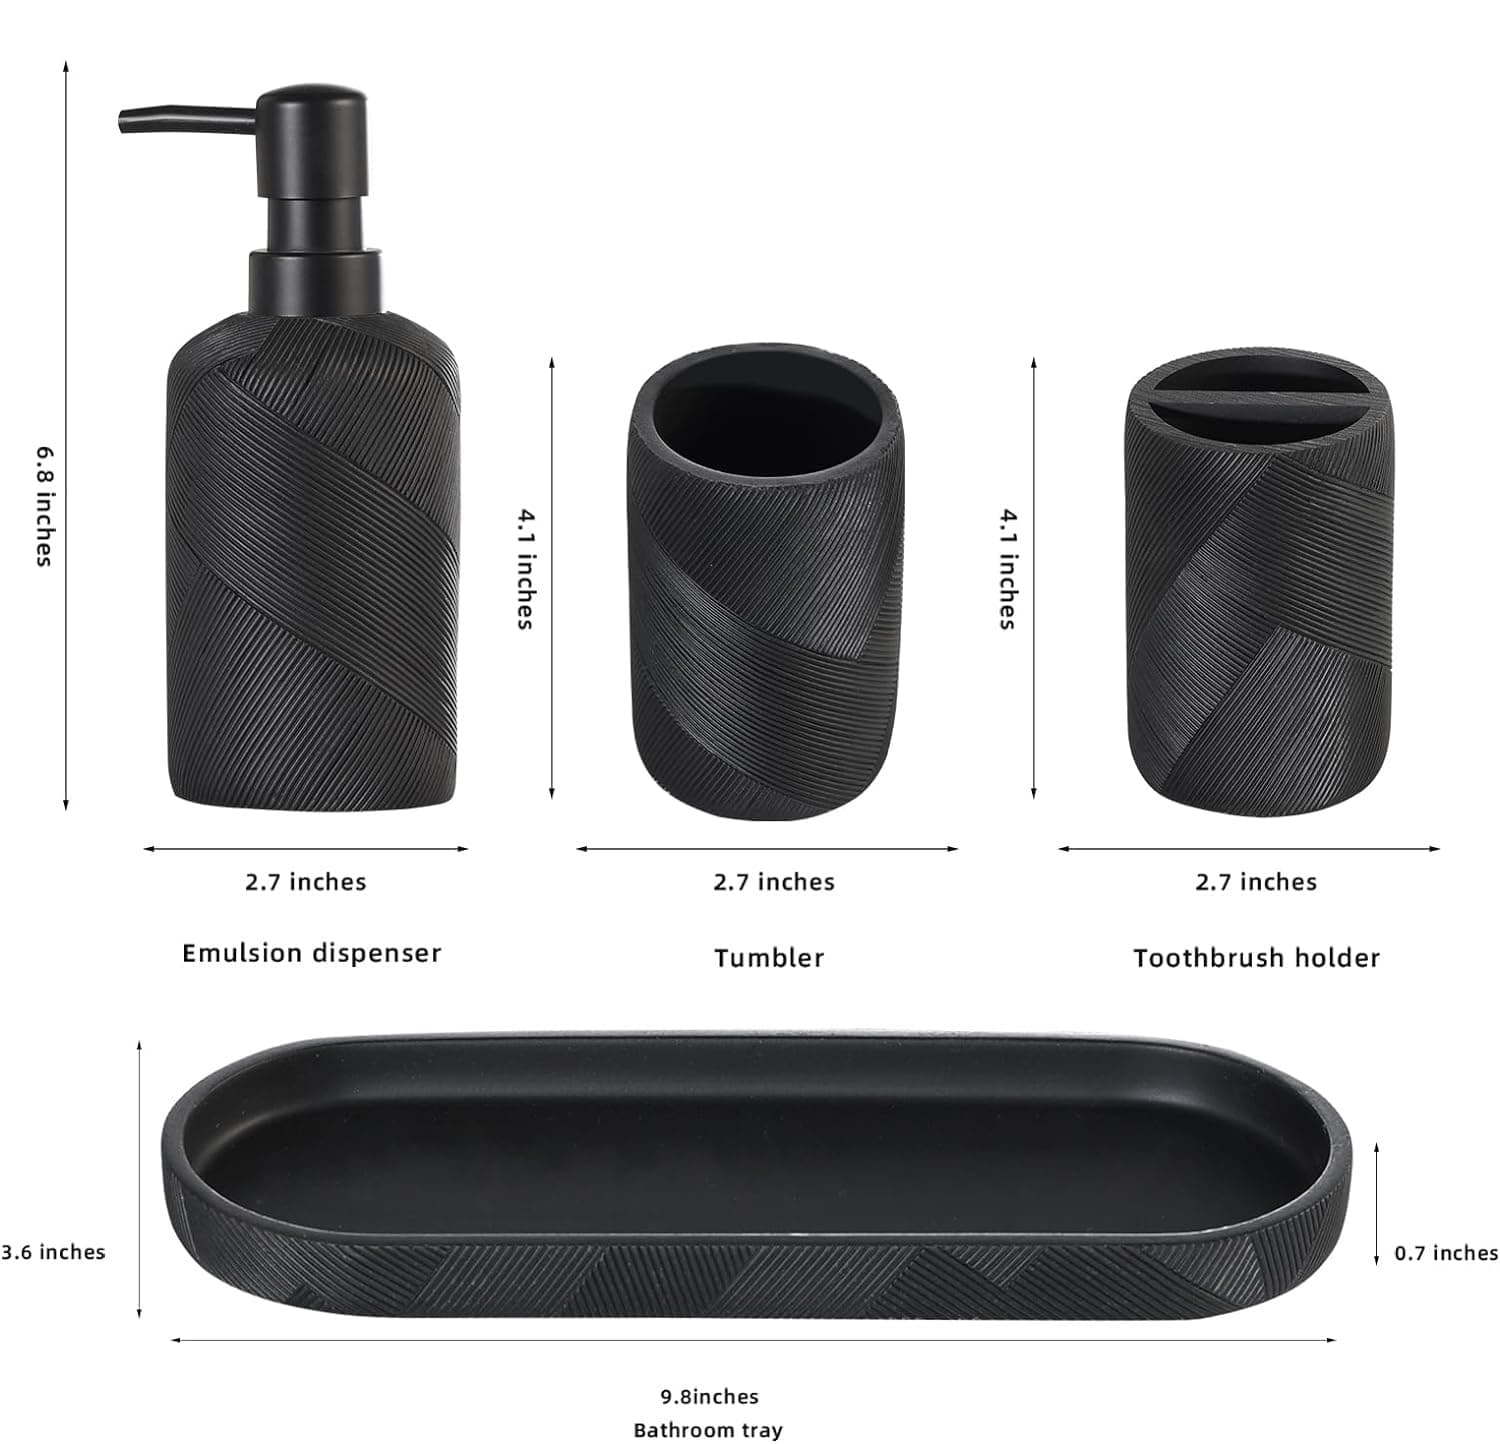 6.8 inches
4.1 inches
4.1 inches
2.7 inches
2.7 inches
2.7 inches
Emulsion dispenser
Tumbler
Toothbrush holder
3.6 inches
0.7 inches
9.8inches
Bathroom tray